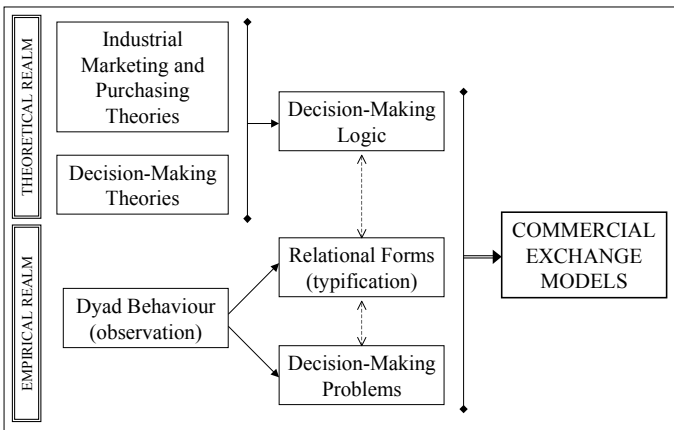 THEORETICAL REALM
Industrial
Marketing and
Purchasing
Theories
Decision-Making
Theories
Decision-Making
Logic
EMPIRICAL REALM
Dyad Behaviour
(observation)
Relational Forms
(typification)
Decision-Making
Problems
COMMERCIAL
EXCHANGE
MODELS